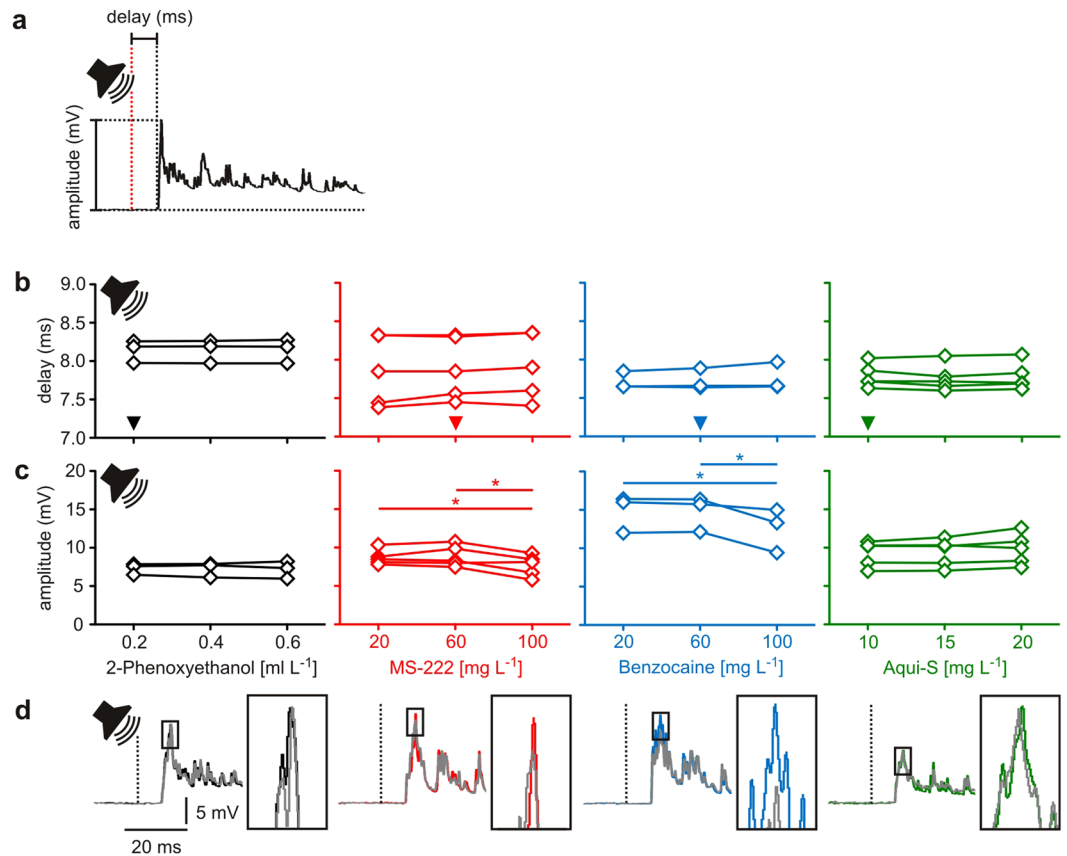 a
delay (ms)
amplitude (mV)
b
delay (ms)
9.0
8.5
8.0
7.5
7.0
c
amplitude (mV)
20
15
10
5
0
* * * *
0.2 0.4 0.6 20 60 100 20 60 100 10 15 20
2-Phenoxyethanol [ml L⁻¹] MS-222 [mg L⁻¹] Benzocaine [mg L⁻¹] Aqui-S [mg L⁻¹]
d
5 mV
20 ms